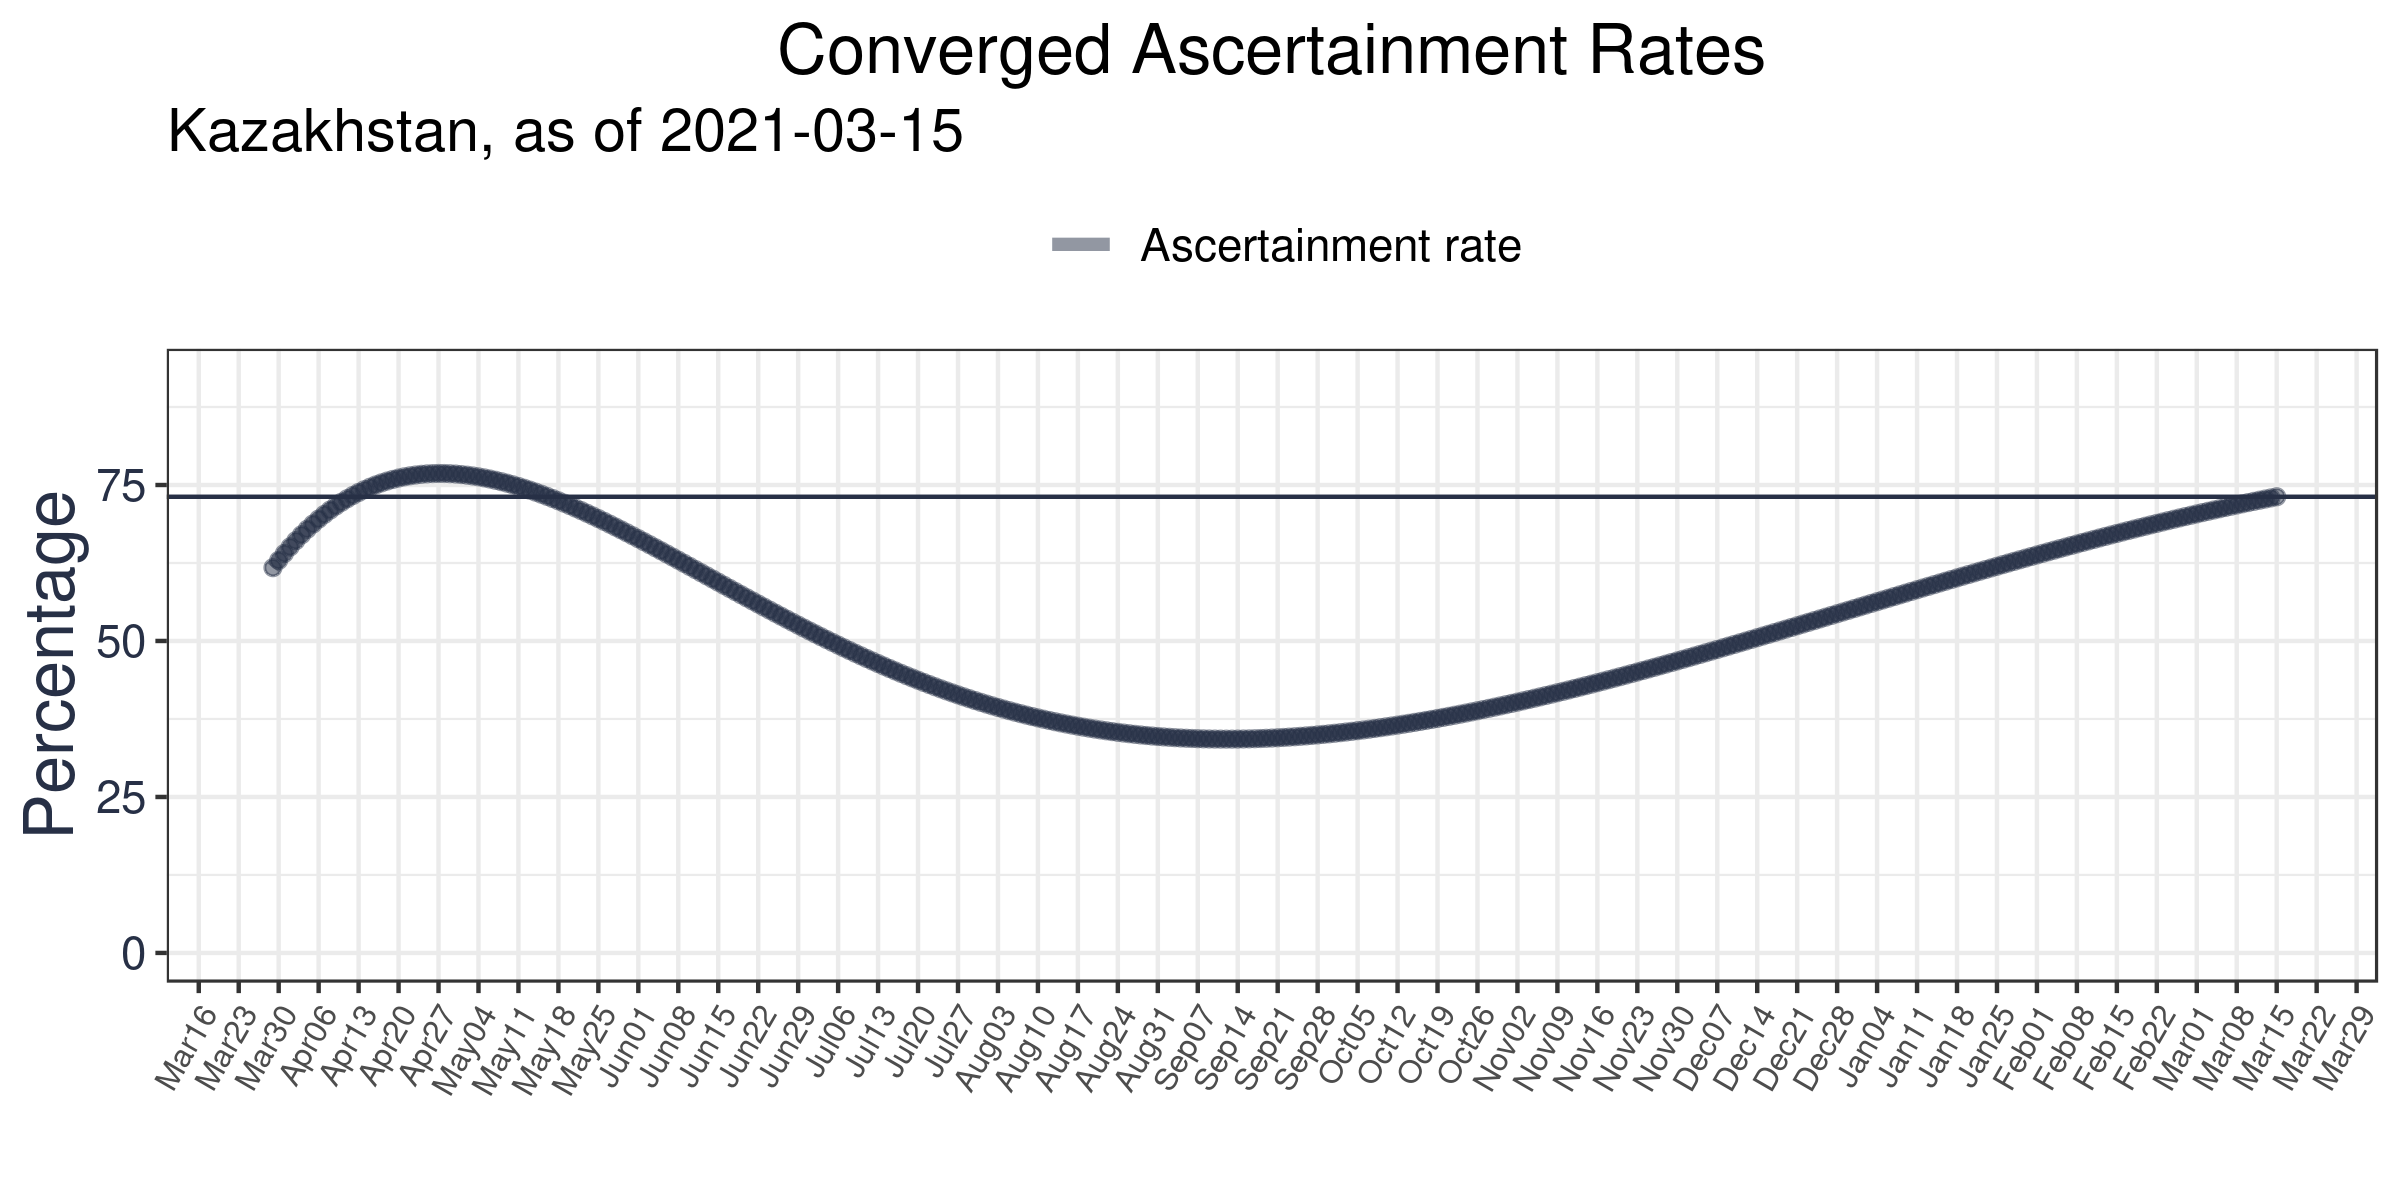 Converged Ascertainment Rates
Kazakhstan, as of 2021-03-15
Ascertainment rate
Percentage
75
50
25
0
Mar16 Mar23 Mar30 Apr06 Apr13 Apr20 Apr27 May04 May11 May18 May25 Jun01 Jun08 Jun15 Jun22 Jun29 Jul06 Jul13 Jul20 Jul27 Aug03 Aug10 Aug17 Aug24 Aug31 Sep07 Sep14 Sep21 Sep28 Oct05 Oct12 Oct19 Oct26 Nov02 Nov09 Nov16 Nov23 Nov30 Dec07 Dec14 Dec21 Dec28 Jan04 Jan11 Jan18 Jan25 Feb01 Feb08 Feb15 Feb22 Mar01 Mar08 Mar15 Mar22 Mar29